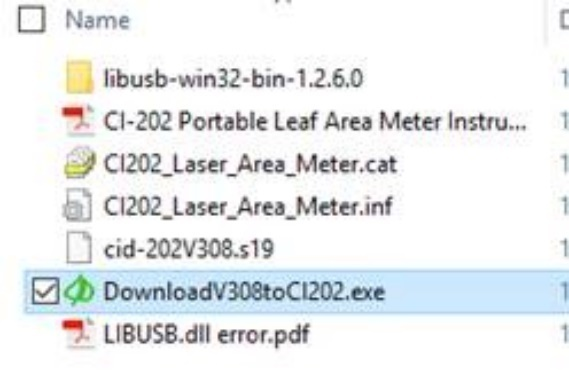 Name
libusb-win32-bin-1.2.6.0
CI-202 Portable Leaf Area Meter Instru...
CI202_Laser_Area_Meter.cat
CI202_Laser_Area_Meter.inf
cid-202V308.s19
DownloadV308toCI202.exe
LIBUSB.dll error.pdf